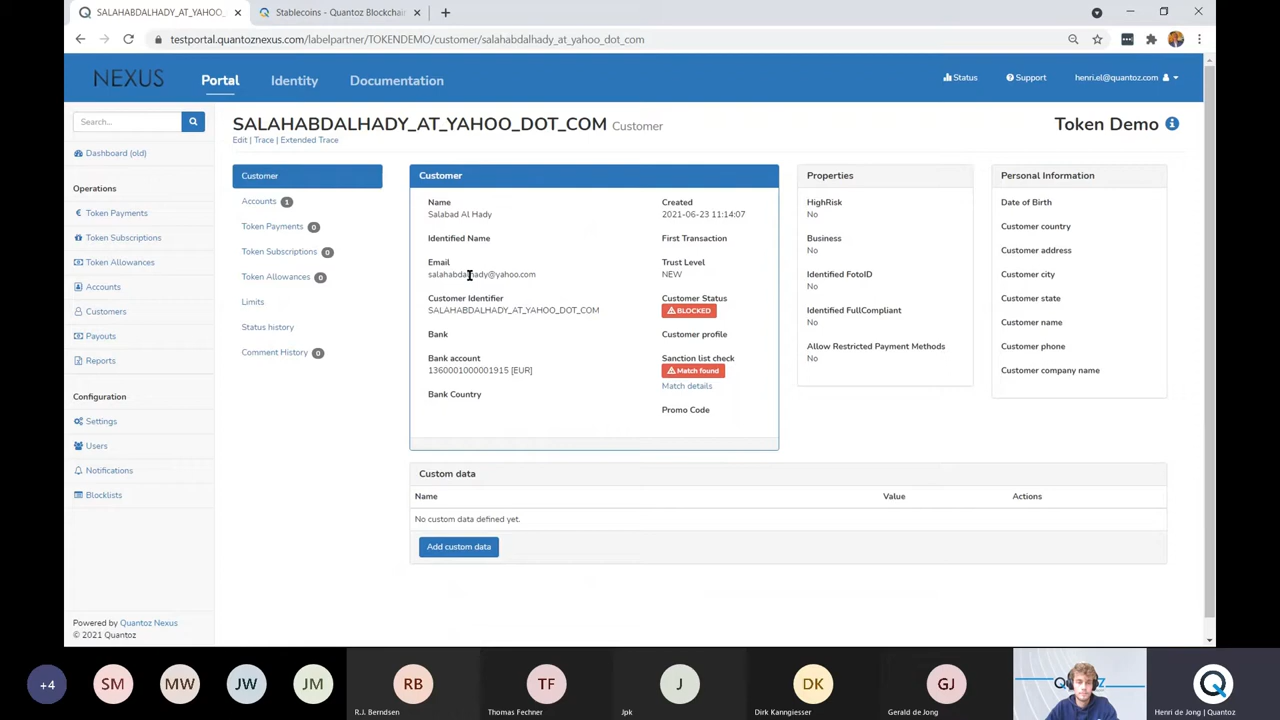 SALAHABDALHADY_AT_YAHOO_
Stablecoins - Quantoz Blockchain
testportal.quantoznexus.com/labelpartner/TOKENDEMO/customer/salahabdalhady_at_yahoo_dot_com
NEXUS
Portal
Identity
Documentation
Status
Support
henri.el@quantoz.com
Search...
Dashboard (old)
Operations
Token Payments
Token Subscriptions
Token Allowances
Accounts
Customers
Payouts
Reports
Configuration
Settings
Users
Notifications
Blocklists
Powered by Quantoz Nexus
© 2021 Quantoz
SALAHABDALHADY_AT_YAHOO_DOT_COM Customer
Edit | Trace | Extended Trace
Token Demo
Customer
Accounts 1
Token Payments 0
Token Subscriptions 0
Token Allowances 0
Limits
Status history
Comment History 0
Customer
Name
Salabad Al Hady
Identified Name
Email
salahabdalhady@yahoo.com
Customer Identifier
SALAHABDALHADY_AT_YAHOO_DOT_COM
Bank
Bank account
1360001000001915 [EUR]
Bank Country
Created
2021-06-23 11:14:07
First Transaction
Trust Level
NEW
Customer Status
BLOCKED
Customer profile
Sanction list check
Match found
Match details
Promo Code
Properties
HighRisk
No
Business
No
Identified FotoID
No
Identified FullCompliant
No
Allow Restricted Payment Methods
No
Personal Information
Date of Birth
Customer country
Customer address
Customer city
Customer state
Customer name
Customer phone
Customer company name
Custom data
Name Value Actions
No custom data defined yet.
Add custom data
+4
SM
MW
JW
JM
RB
R.J. Berndsen
TF
Thomas Fechner
J
Jpk
DK
Dirk Kanngiesser
GJ
Gerald de Jong
Henri de Jong | Quantoz